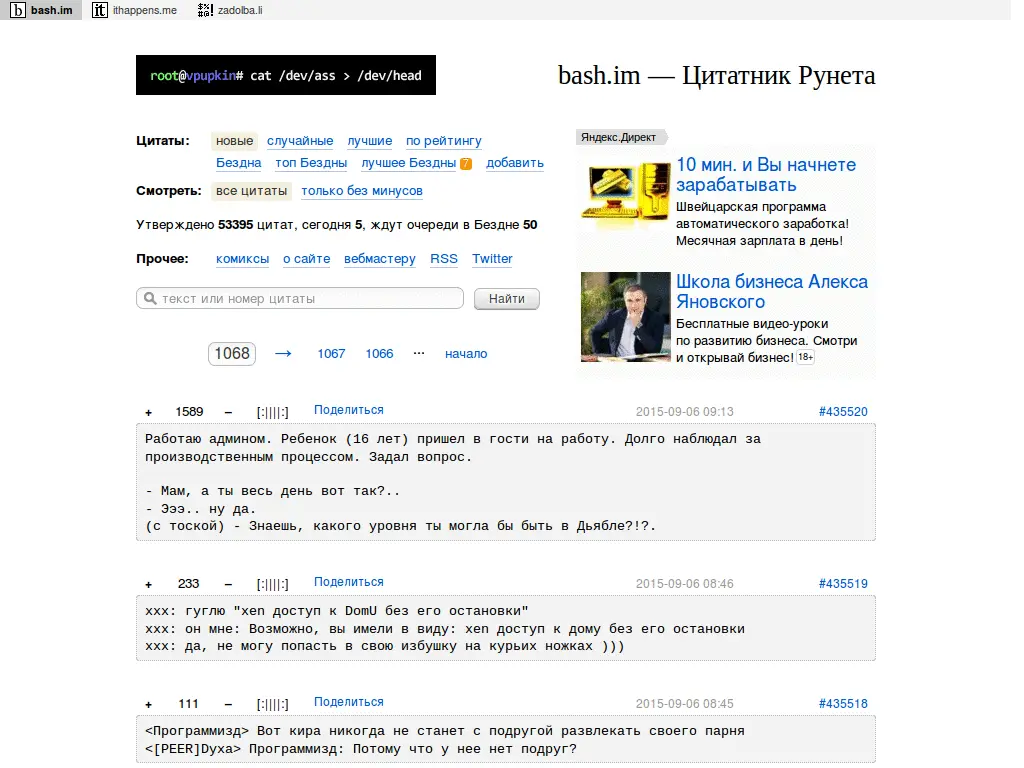 b bash.im it ithappens.me $% #@! zadolba.li
root@vpupkin# cat /dev/ass > /dev/head
bash.im — Цитатник Рунета
Цитаты: новые случайные лучшие по рейтингу
Бездна топ Бездны лучшее Бездны 7 добавить
Смотреть: все цитаты только без минусов
Утверждено 53395 цитат, сегодня 5, ждут очереди в Бездне 50
Прочее: комиксы о сайте вебмастеру RSS Twitter
текст или номер цитаты Найти
1068 → 1067 1066 ... начало
Яндекс.Директ
10 мин. и Вы начнете
зарабатывать
Швейцарская программа
автоматического заработка!
Месячная зарплата в день!
Школа бизнеса Алекса
Яновского
Бесплатные видео-уроки
по развитию бизнеса. Смотри
и открывай бизнес! 18+
+ 1589 – [:||||:] Поделиться 2015-09-06 09:13 #435520
Работаю админом. Ребенок (16 лет) пришел в гости на работу. Долго наблюдал за
производственным процессом. Задал вопрос.
- Мам, а ты весь день вот так?..
- Эээ.. ну да.
(с тоской) - Знаешь, какого уровня ты могла бы быть в Дьябле?!?.
+ 233 – [:||||:] Поделиться 2015-09-06 08:46 #435519
xxx: гуглю "xen доступ к DomU без его остановки"
xxx: он мне: Возможно, вы имели в виду: xen доступ к дому без его остановки
xxx: да, не могу попасть в свою избушку на курьих ножках )))
+ 111 – [:||||:] Поделиться 2015-09-06 08:45 #435518
<Программизд> Вот кира никогда не станет с подругой развлекать своего парня
<[PEER]Dyxa> Программизд: Потому что у нее нет подруг?